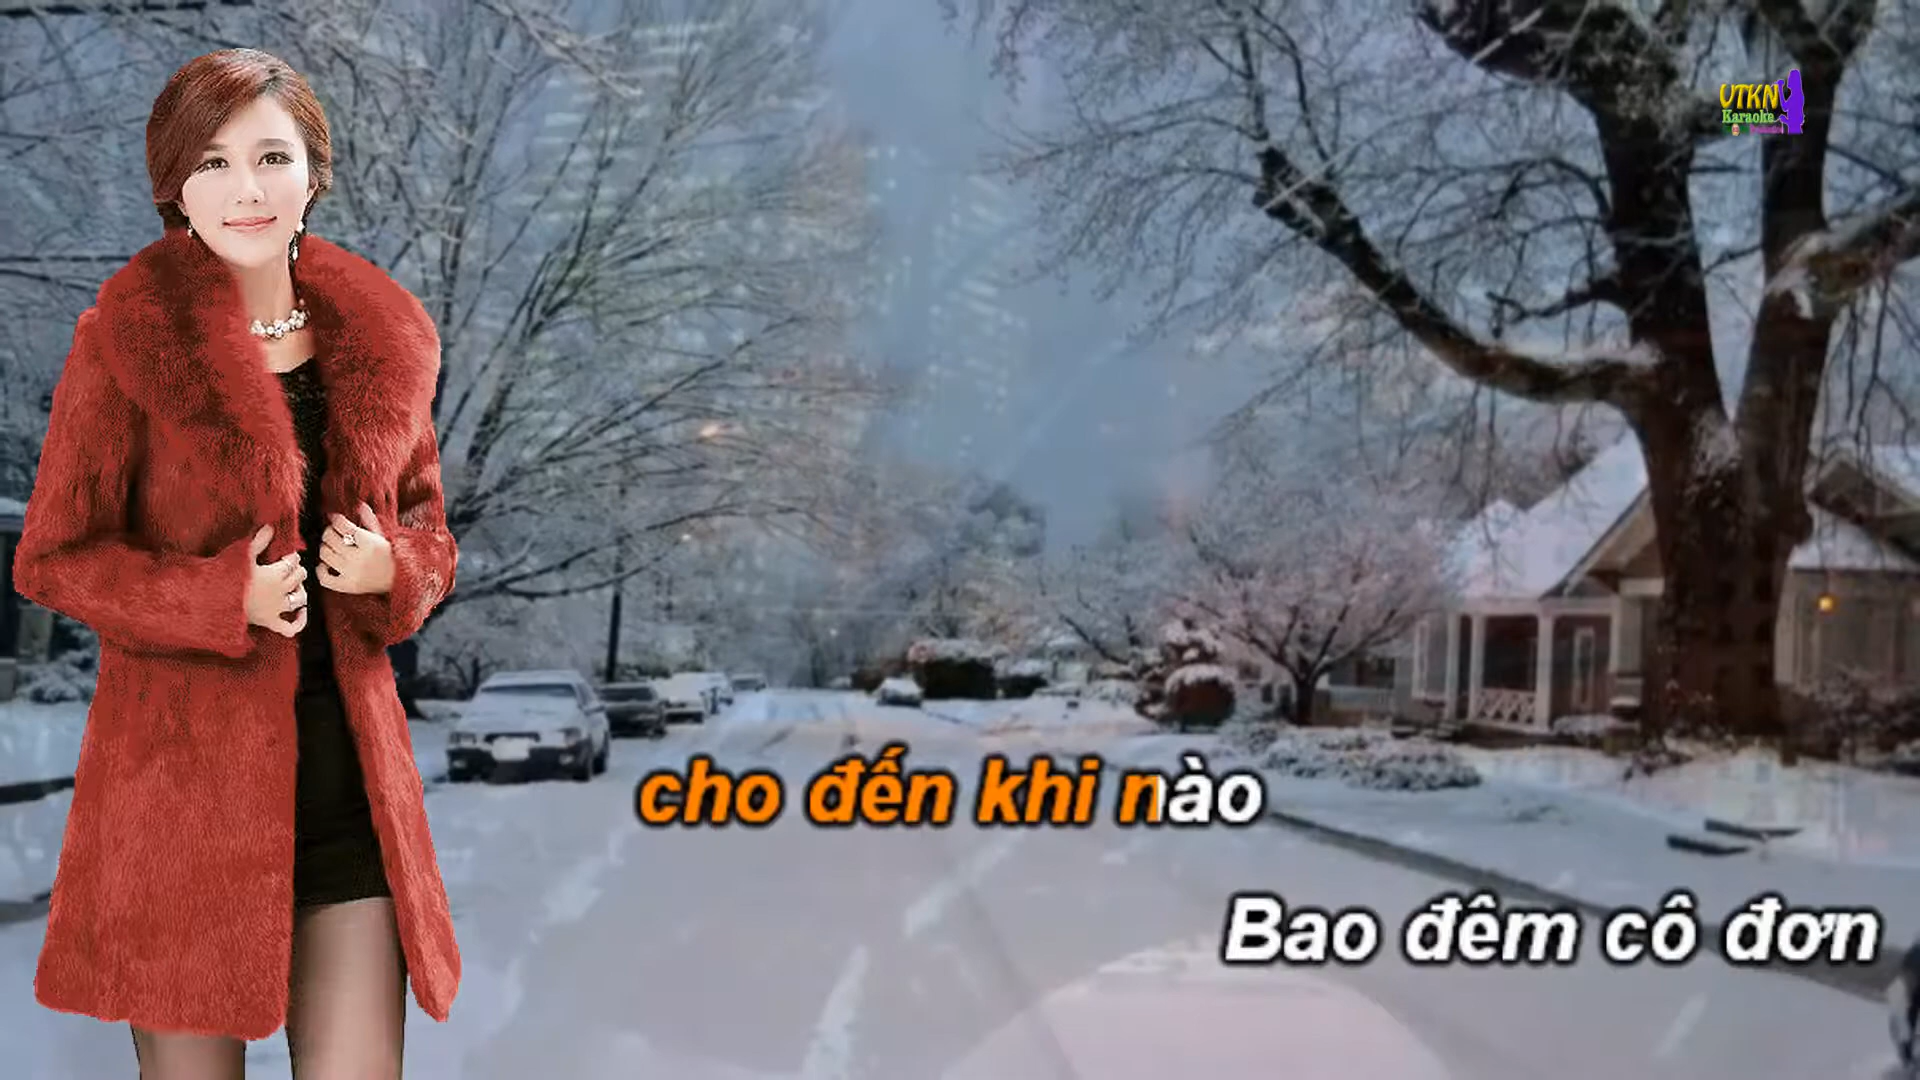 VTKN
Karaoke
cho đến khi nào
Bao đêm cô đơn